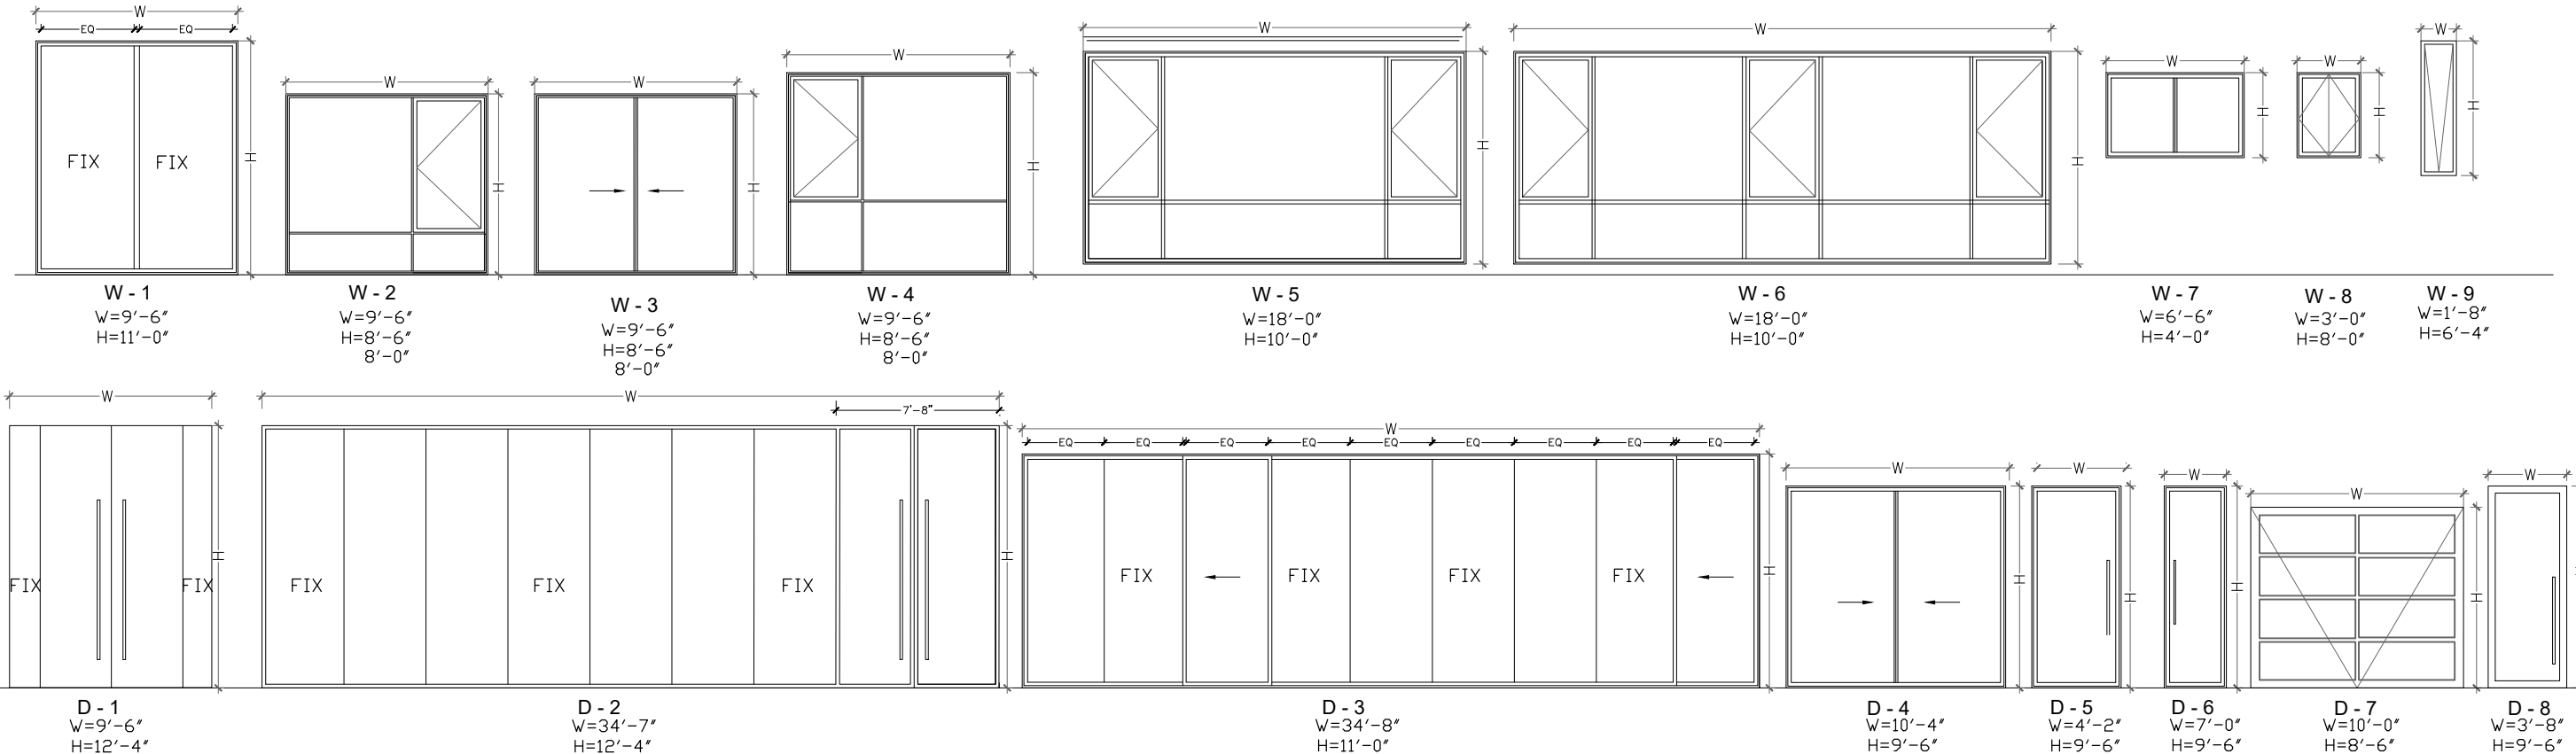 W
EQ EQ
FIX FIX
H
W - 1
W=9'-6"
H=11'-0"
W
H
W - 2
W=9'-6"
H=8'-6"
8'-0"
W
H
W - 3
W=9'-6"
H=8'-6"
8'-0"
W
H
W - 4
W=9'-6"
H=8'-6"
8'-0"
W
H
W - 5
W=18'-0"
H=10'-0"
W
H
W - 6
W=18'-0"
H=10'-0"
W
H
W - 7
W=6'-6"
H=4'-0"
W
H
W - 8
W=3'-0"
H=8'-0"
W
H
W - 9
W=1'-8"
H=6'-4"
W
FIX FIX
H
D - 1
W=9'-6"
H=12'-4"
W
7'-8"
FIX FIX FIX
H
D - 2
W=34'-7"
H=12'-4"
W
EQ EQ EQ EQ EQ EQ EQ EQ EQ
FIX FIX FIX FIX
H
D - 3
W=34'-8"
H=11'-0"
W
H
D - 4
W=10'-4"
H=9'-6"
W
H
D - 5
W=4'-2"
H=9'-6"
W
H
D - 6
W=7'-0"
H=9'-6"
W
H
D - 7
W=10'-0"
H=8'-6"
W
D - 8
W=3'-8"
H=9'-6"